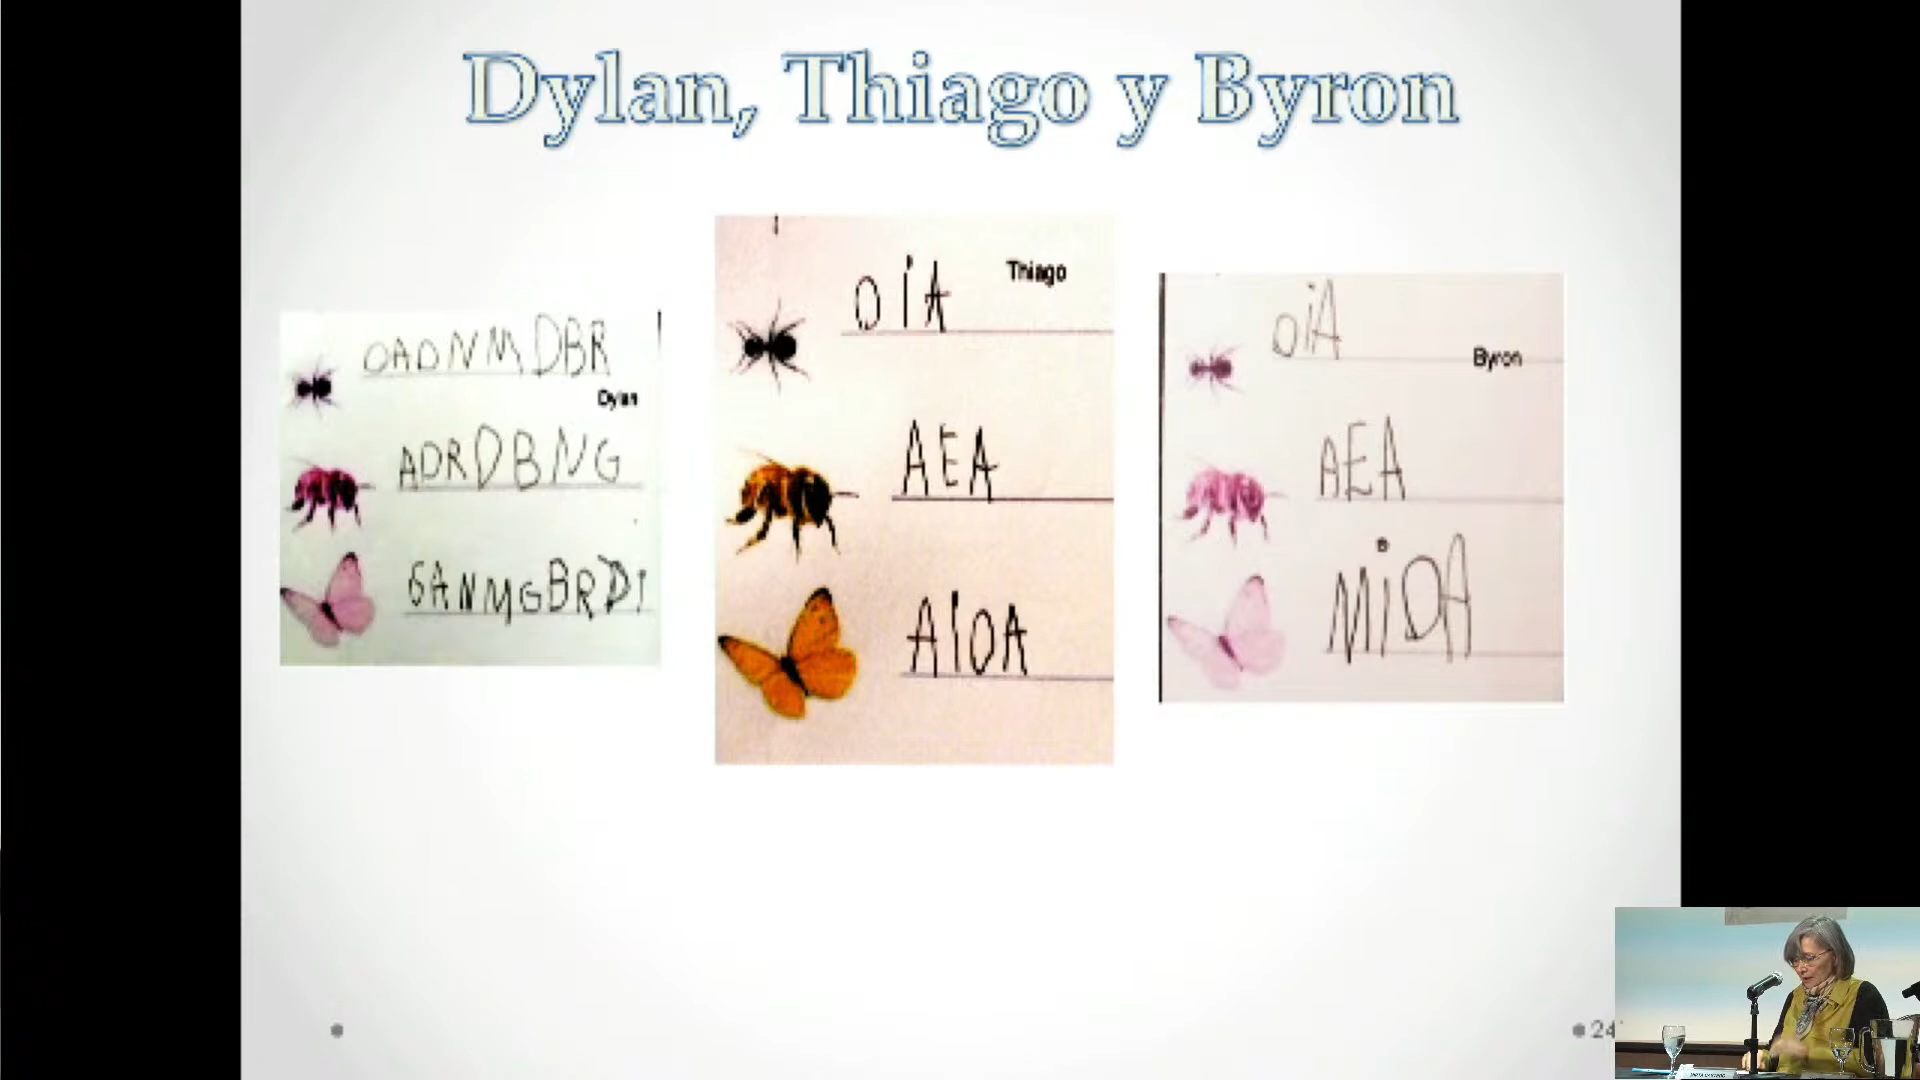 Dylan, Thiago y Byron
OADNMDBR
Dylan
ADRDBNG
GANMGBRDI
OiA
Thiago
AEA
AiOA
OiA
Byron
AEA
MiOA
24